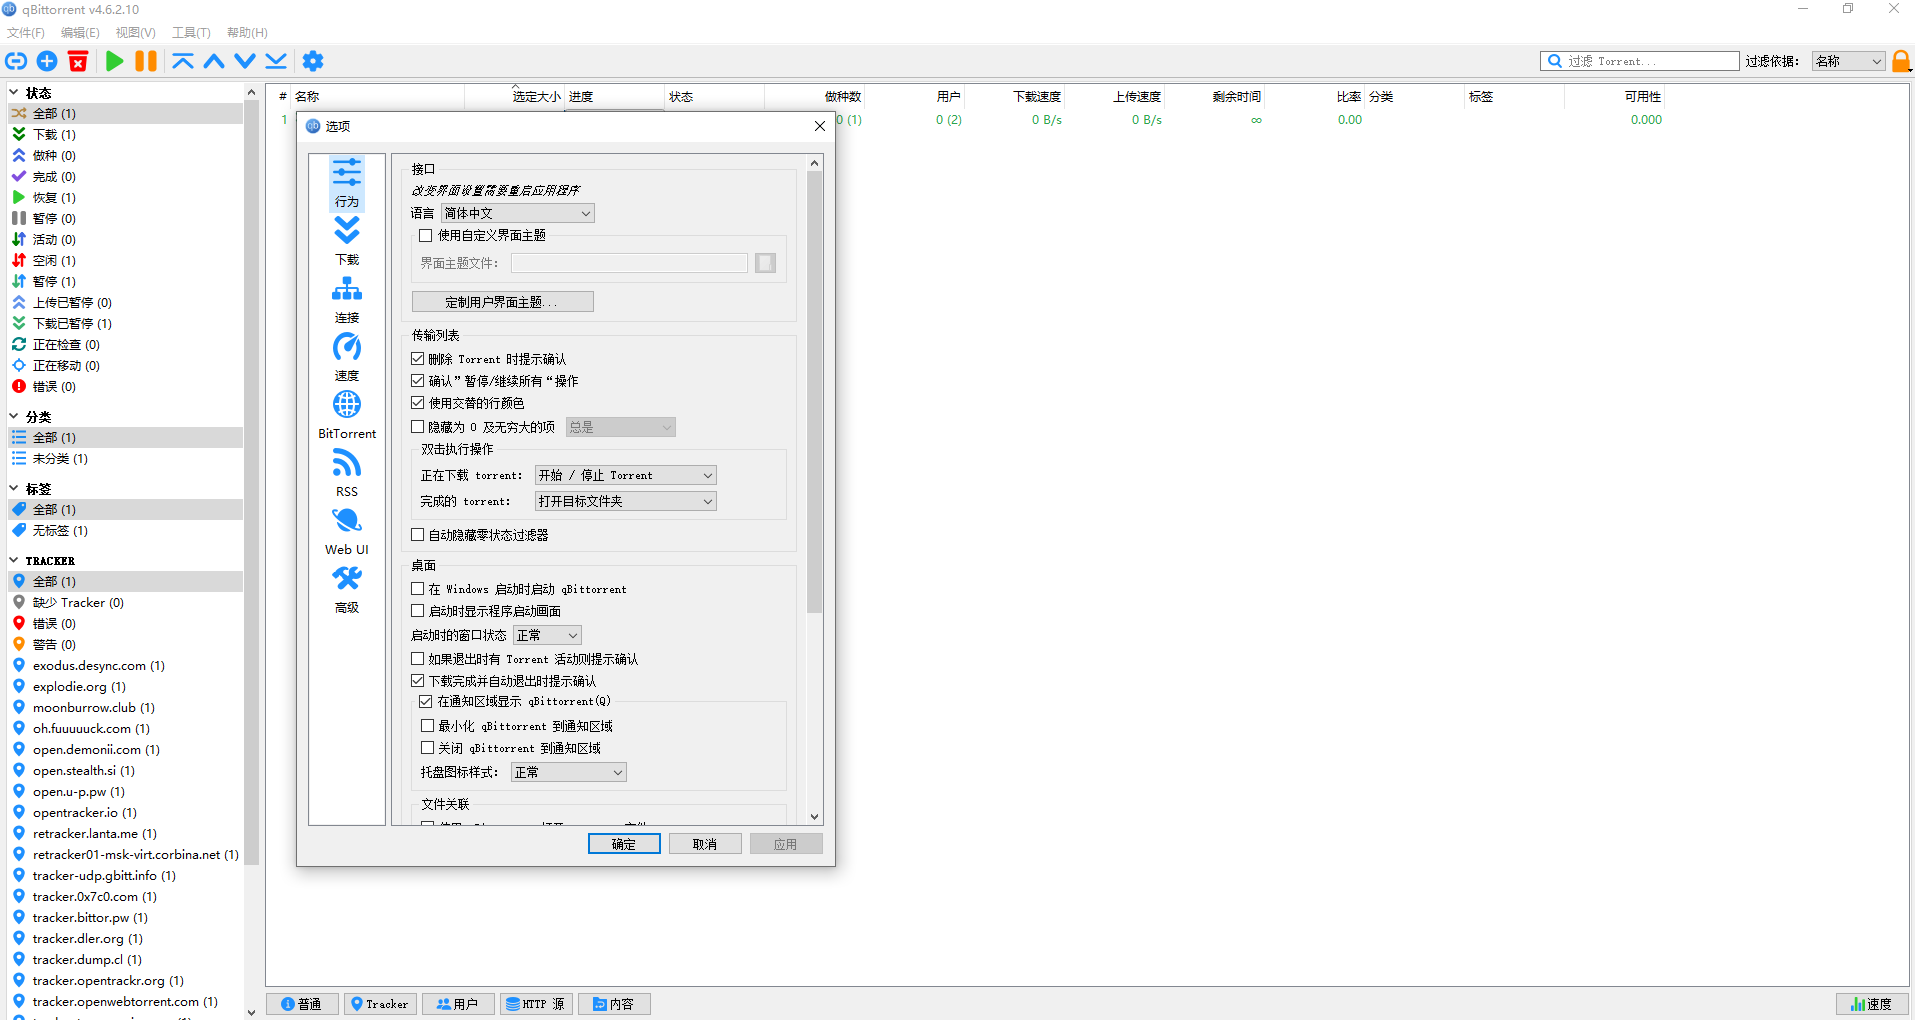 qBittorrent v4.6.2.10
文件(F) 编辑(E) 视图(V) 工具(T) 帮助(H)
过滤 Torrent... 过滤依据: 名称
# 名称 选定大小 进度 状态 做种数 用户 下载速度 上传速度 剩余时间 比率 分类 标签 可用性
1 0 (1) 0 (2) 0 B/s 0 B/s ∞ 0.00 0.000
状态
全部 (1)
下载 (1)
做种 (0)
完成 (0)
恢复 (1)
暂停 (0)
活动 (0)
空闲 (1)
暂停 (1)
上传已暂停 (0)
下载已暂停 (1)
正在检查 (0)
正在移动 (0)
错误 (0)
分类
全部 (1)
未分类 (1)
标签
全部 (1)
无标签 (1)
TRACKER
全部 (1)
缺少 Tracker (0)
错误 (0)
警告 (0)
exodus.desync.com (1)
explodie.org (1)
moonburrow.club (1)
oh.fuuuuuck.com (1)
open.demonii.com (1)
open.stealth.si (1)
open.u-p.pw (1)
opentracker.io (1)
retracker.lanta.me (1)
retracker01-msk-virt.corbina.net (1)
tracker-udp.gbitt.info (1)
tracker.0x7c0.com (1)
tracker.bittor.pw (1)
tracker.dler.org (1)
tracker.dump.cl (1)
tracker.opentrackr.org (1)
tracker.openwebtorrent.com (1)
选项
行为
下载
连接
速度
BitTorrent
RSS
Web UI
高级
接口
改变界面设置需要重启应用程序
语言 简体中文
使用自定义界面主题
界面主题文件:
定制用户界面主题...
传输列表
删除 Torrent 时提示确认
确认”暂停/继续所有“操作
使用交替的行颜色
隐藏为 0 及无穷大的项 总是
双击执行操作
正在下载 torrent: 开始 / 停止 Torrent
完成的 torrent: 打开目标文件夹
自动隐藏零状态过滤器
桌面
在 Windows 启动时启动 qBittorrent
启动时显示程序启动画面
启动时的窗口状态 正常
如果退出时有 Torrent 活动则提示确认
下载完成并自动退出时提示确认
在通知区域显示 qBittorrent(Q)
最小化 qBittorrent 到通知区域
关闭 qBittorrent 到通知区域
托盘图标样式: 正常
文件关联
确定 取消 应用
普通 Tracker 用户 HTTP 源 内容 速度